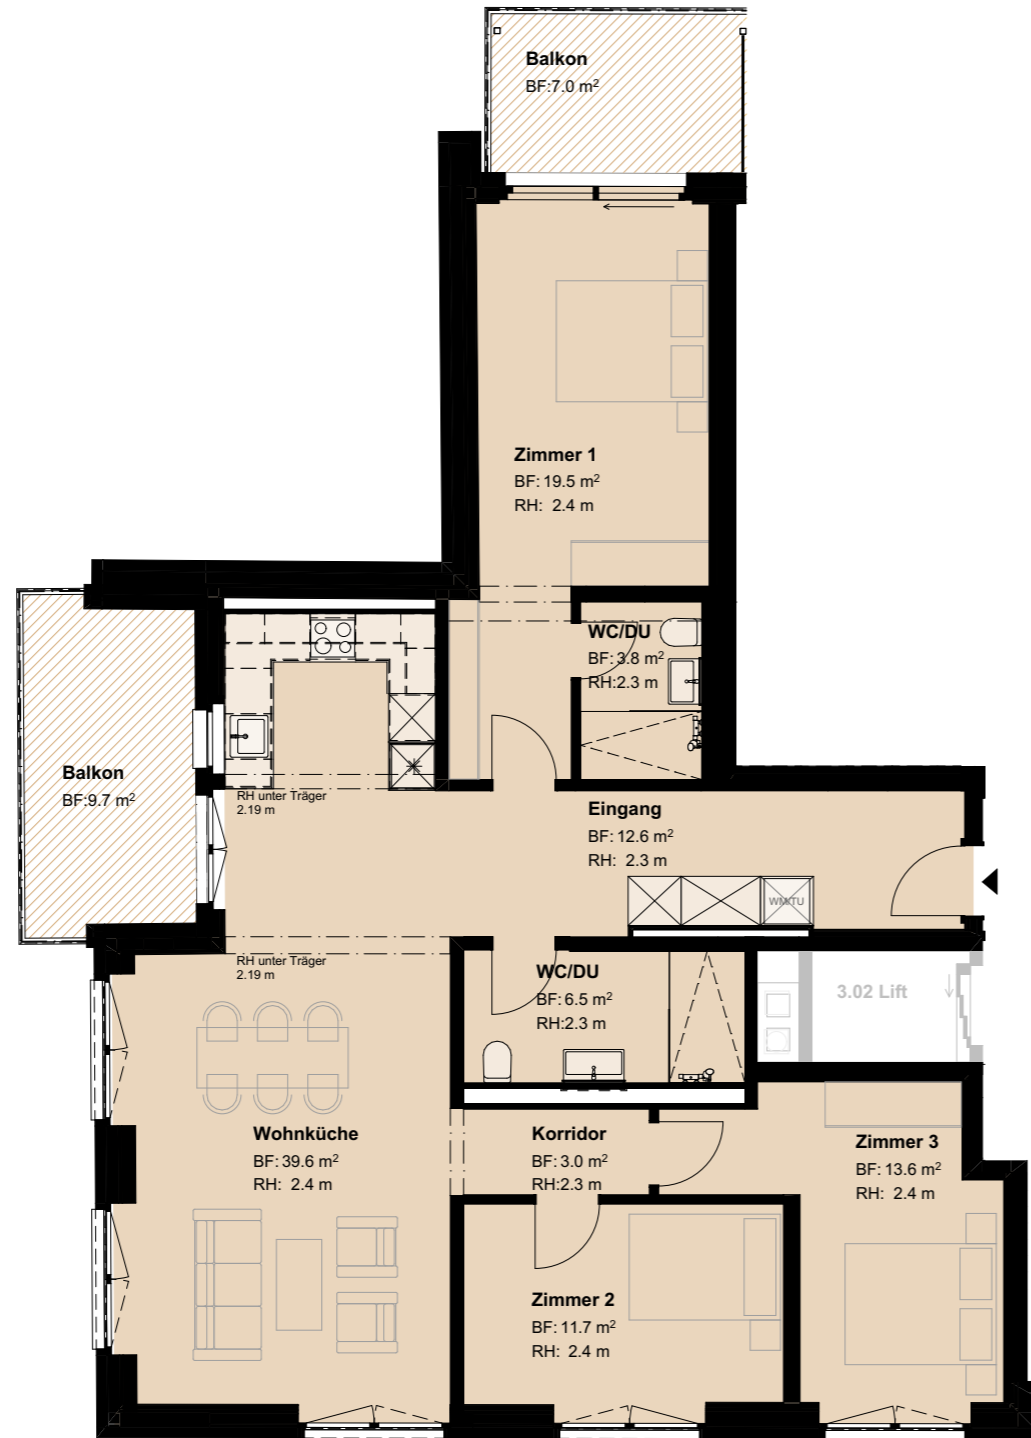 Balkon
BF:7.0 m²
Zimmer 1
BF: 19.5 m²
RH: 2.4 m
WC/DU
BF: 3.8 m²
RH:2.3 m
Balkon
BF:9.7 m²
RH unter Träger
2.19 m
Eingang
BF: 12.6 m²
RH: 2.3 m
WM/TU
RH unter Träger
2.19 m
WC/DU
BF: 6.5 m²
RH:2.3 m
3.02 Lift
Wohnküche
BF: 39.6 m²
RH: 2.4 m
Korridor
BF: 3.0 m²
RH:2.3 m
Zimmer 3
BF: 13.6 m²
RH: 2.4 m
Zimmer 2
BF: 11.7 m²
RH: 2.4 m